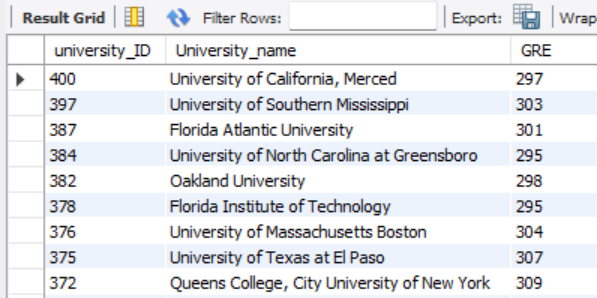 Result Grid Filter Rows: Export: Wrap
university_ID University_name GRE
400 University of California, Merced 297
397 University of Southern Mississippi 303
387 Florida Atlantic University 301
384 University of North Carolina at Greensboro 295
382 Oakland University 298
378 Florida Institute of Technology 295
376 University of Massachusetts Boston 304
375 University of Texas at El Paso 307
372 Queens College, City University of New York 309